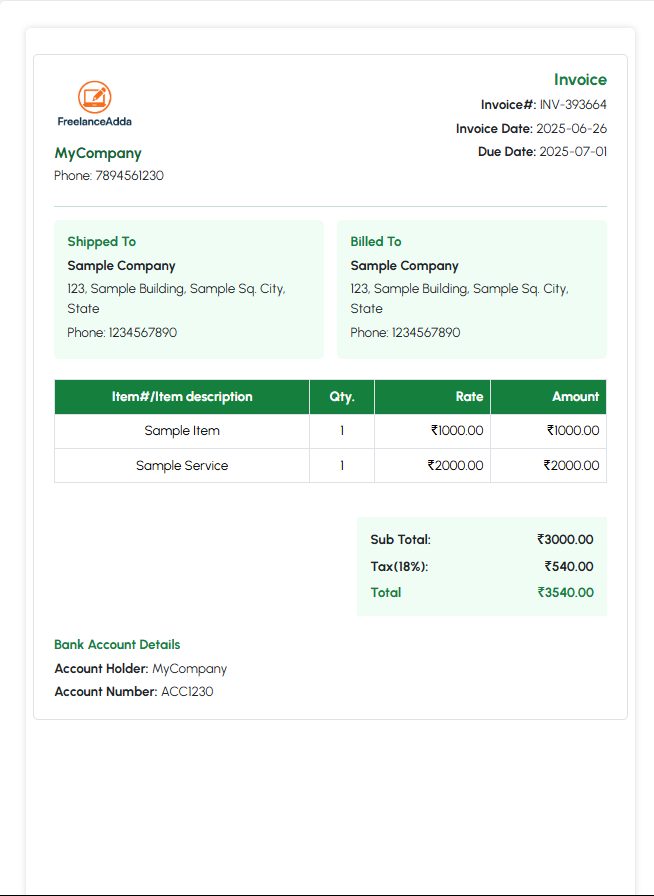 FreelanceAdda
MyCompany
Phone: 7894561230
Invoice
Invoice#: INV-393664
Invoice Date: 2025-06-26
Due Date: 2025-07-01
Shipped To
Sample Company
123, Sample Building, Sample Sq. City,
State
Phone: 1234567890
Billed To
Sample Company
123, Sample Building, Sample Sq. City,
State
Phone: 1234567890
Item#/Item description Qty. Rate Amount
Sample Item 1 ₹1000.00 ₹1000.00
Sample Service 1 ₹2000.00 ₹2000.00
Sub Total: ₹3000.00
Tax(18%): ₹540.00
Total ₹3540.00
Bank Account Details
Account Holder: MyCompany
Account Number: ACC1230